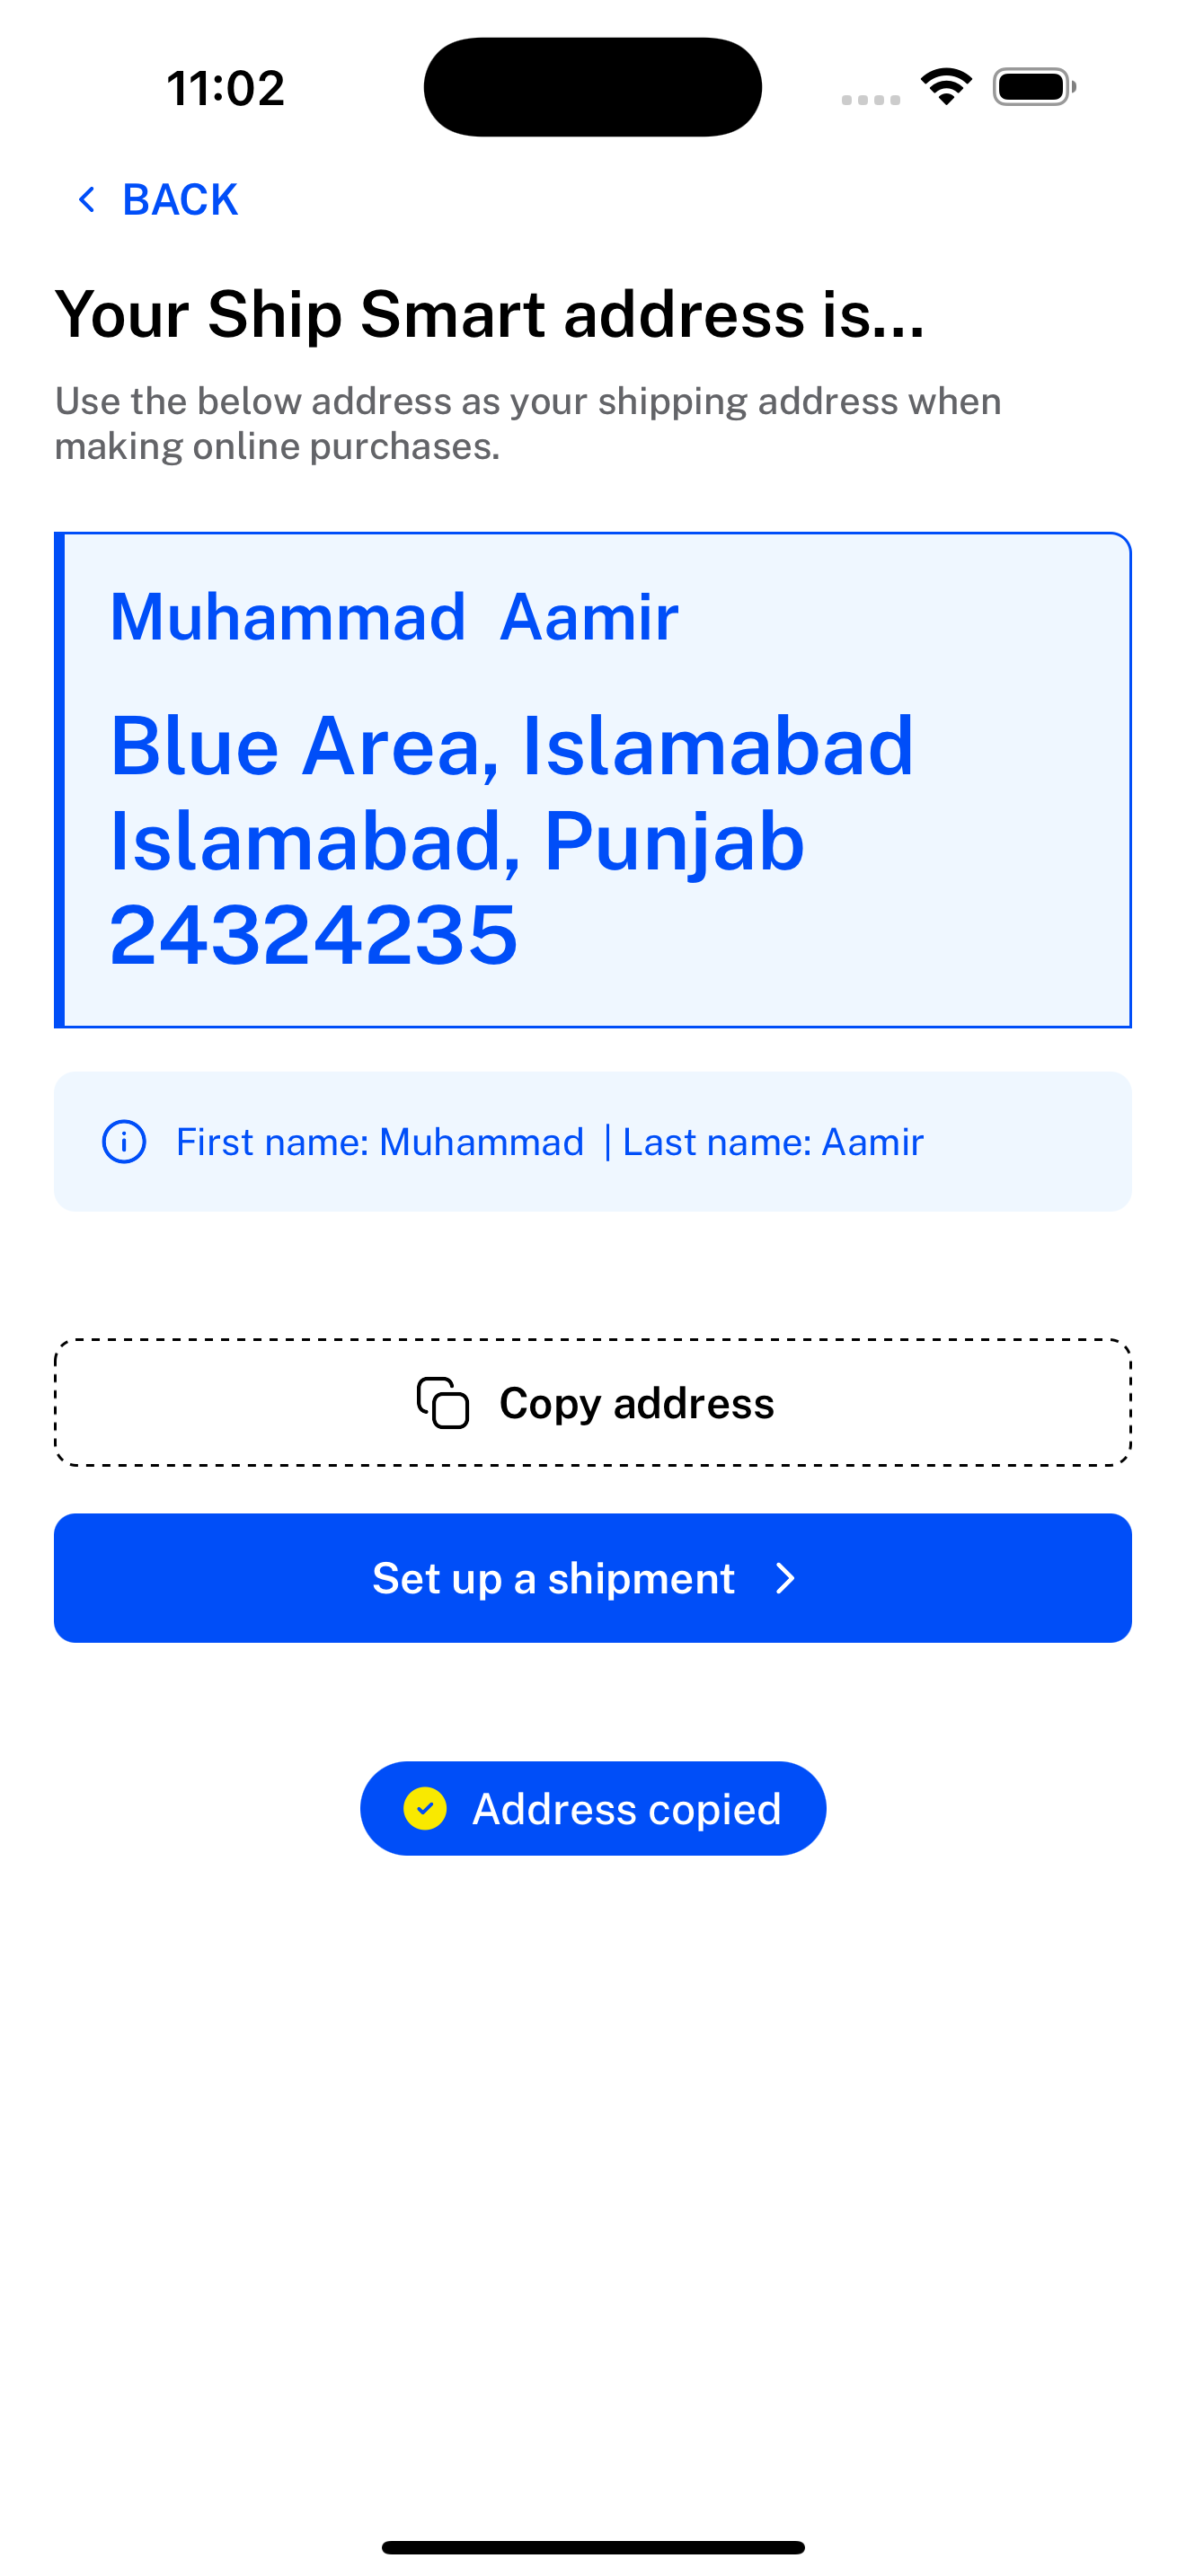 11:02
BACK
Your Ship Smart address is...
Use the below address as your shipping address when
making online purchases.
Muhammad  Aamir
Blue Area, Islamabad
Islamabad, Punjab
24324235
First name: Muhammad  | Last name: Aamir
Copy address
Set up a shipment
Address copied